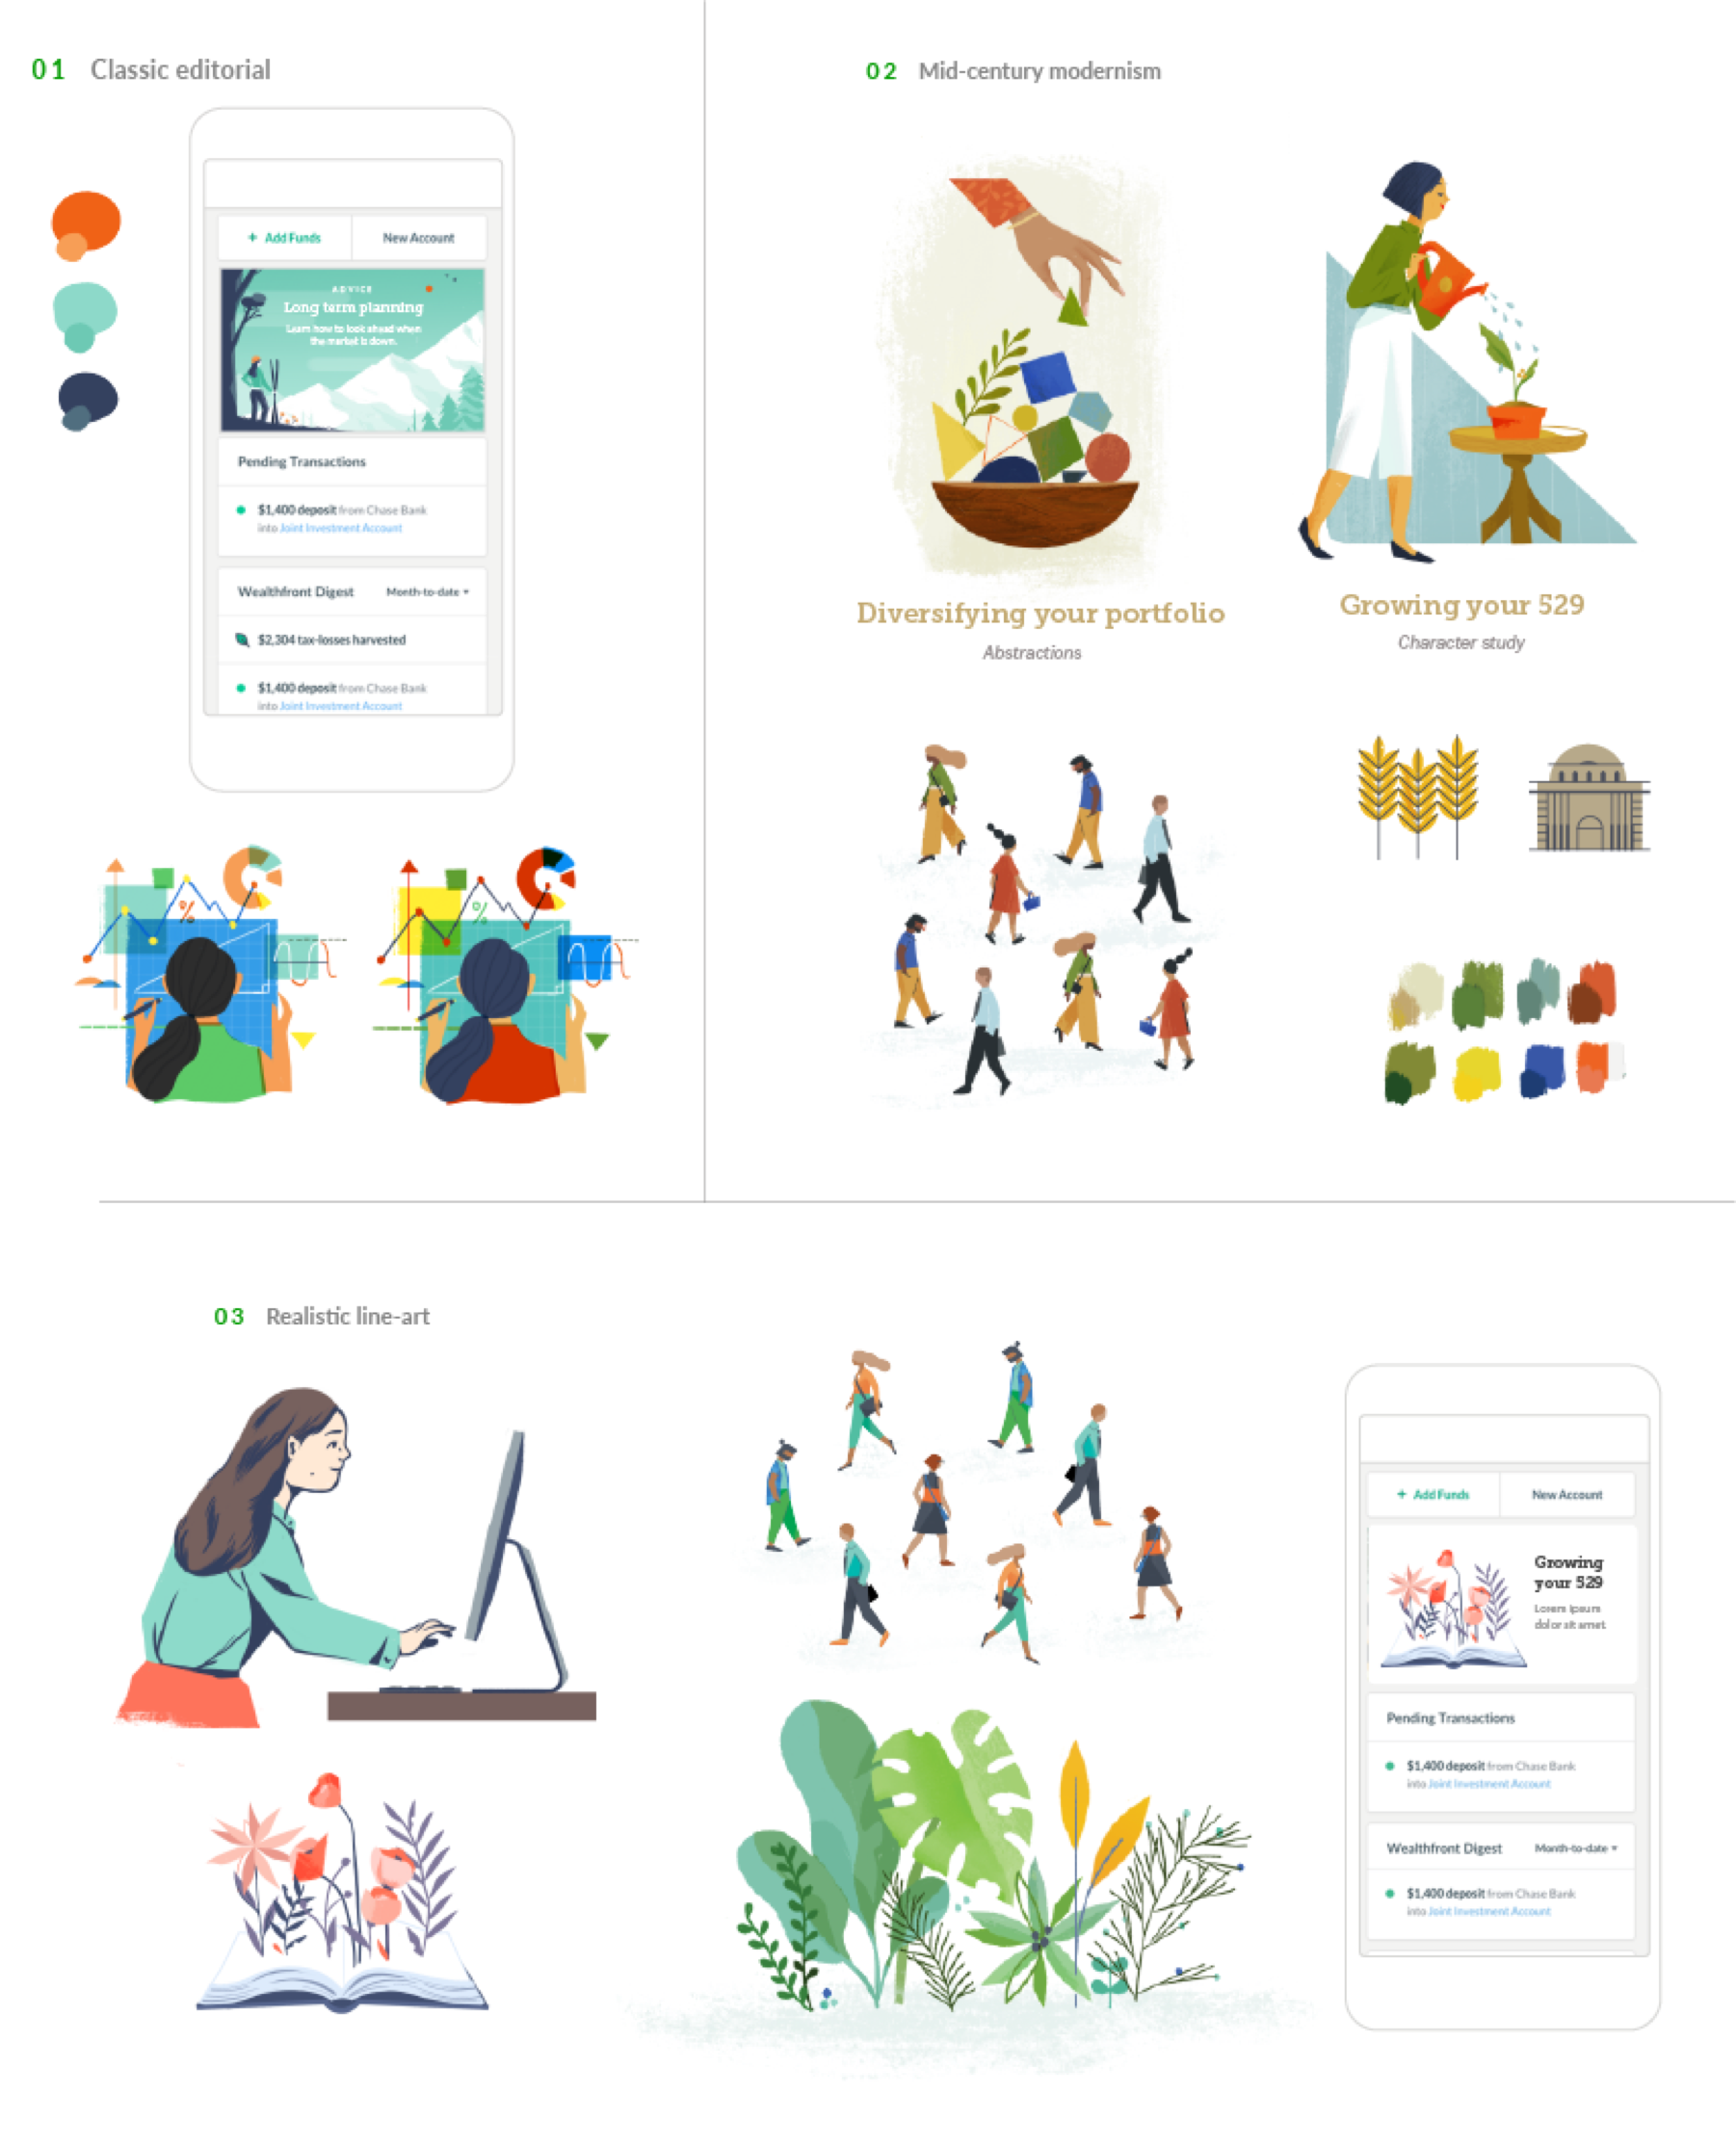 01 Classic editorial
+ Add Funds New Account
ADVICE
Long term planning
Learn how to look ahead when
the market is down.
Pending Transactions
$1,400 deposit from Chase Bank
into Joint Investment Account
Wealthfront Digest Month-to-date
$2,304 tax-losses harvested
$1,400 deposit from Chase Bank
into Joint Investment Account
%
%
02 Mid-century modernism
Diversifying your portfolio
Abstractions
Growing your 529
Character study
03 Realistic line-art
+ Add Funds New Account
Growing
your 529
Lorem ipsum
dolor sit amet
Pending Transactions
$1,400 deposit from Chase Bank
into Joint Investment Account
Wealthfront Digest Month-to-date
$1,400 deposit from Chase Bank
into Joint Investment Account